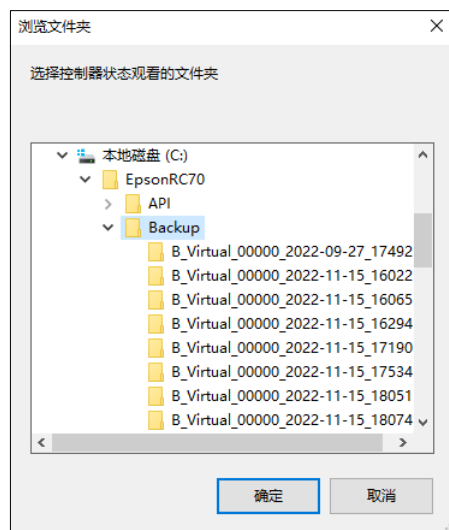 浏览文件夹
选择控制器状态观看的文件夹
本地磁盘 (C:)
EpsonRC70
API
Backup
B_Virtual_00000_2022-09-27_17492
B_Virtual_00000_2022-11-15_16022
B_Virtual_00000_2022-11-15_16065
B_Virtual_00000_2022-11-15_16294
B_Virtual_00000_2022-11-15_17190
B_Virtual_00000_2022-11-15_17534
B_Virtual_00000_2022-11-15_18051
B_Virtual_00000_2022-11-15_18074
确定
取消